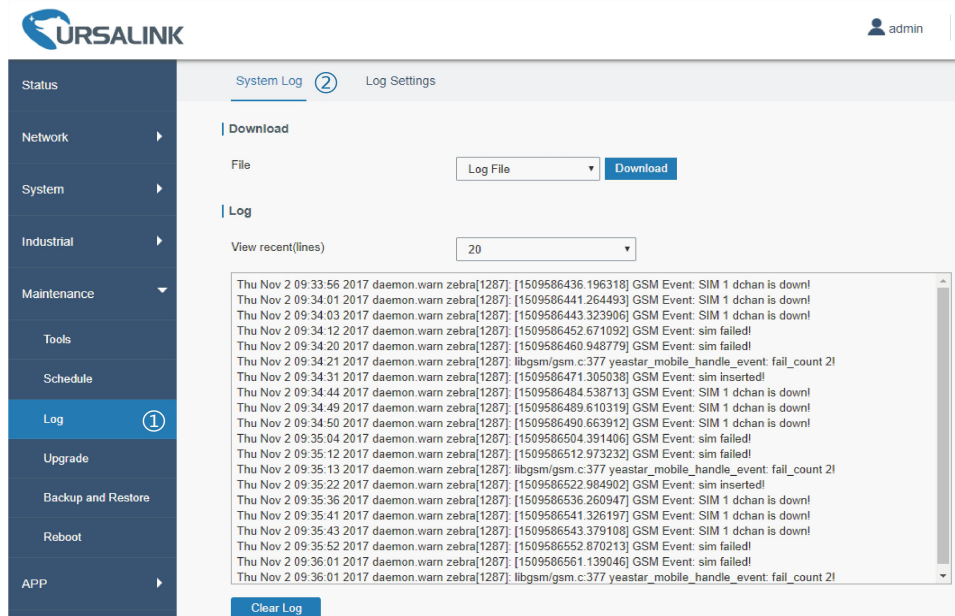 URSALINK
admin
Status
Network
System
Industrial
Maintenance
Tools
Schedule
Log ①
Upgrade
Backup and Restore
Reboot
APP
System Log ② Log Settings
Download
File Log File Download
Log
View recent(lines) 20
Thu Nov 2 09:33:56 2017 daemon.warn zebra[1287]: [1509586436.196318] GSM Event: SIM 1 dchan is down!
Thu Nov 2 09:34:01 2017 daemon.warn zebra[1287]: [1509586441.264493] GSM Event: SIM 1 dchan is down!
Thu Nov 2 09:34:03 2017 daemon.warn zebra[1287]: [1509586443.323906] GSM Event: SIM 1 dchan is down!
Thu Nov 2 09:34:12 2017 daemon.warn zebra[1287]: [1509586452.671092] GSM Event: sim failed!
Thu Nov 2 09:34:20 2017 daemon.warn zebra[1287]: [1509586460.948779] GSM Event: sim failed!
Thu Nov 2 09:34:21 2017 daemon.warn zebra[1287]: libgsm/gsm.c:377 yeastar_mobile_handle_event: fail_count 2!
Thu Nov 2 09:34:31 2017 daemon.warn zebra[1287]: [1509586471.305038] GSM Event: sim inserted!
Thu Nov 2 09:34:44 2017 daemon.warn zebra[1287]: [1509586484.538713] GSM Event: SIM 1 dchan is down!
Thu Nov 2 09:34:49 2017 daemon.warn zebra[1287]: [1509586489.610319] GSM Event: SIM 1 dchan is down!
Thu Nov 2 09:34:50 2017 daemon.warn zebra[1287]: [1509586490.663912] GSM Event: SIM 1 dchan is down!
Thu Nov 2 09:35:04 2017 daemon.warn zebra[1287]: [1509586504.391406] GSM Event: sim failed!
Thu Nov 2 09:35:12 2017 daemon.warn zebra[1287]: [1509586512.973232] GSM Event: sim failed!
Thu Nov 2 09:35:13 2017 daemon.warn zebra[1287]: libgsm/gsm.c:377 yeastar_mobile_handle_event: fail_count 2!
Thu Nov 2 09:35:22 2017 daemon.warn zebra[1287]: [1509586522.984902] GSM Event: sim inserted!
Thu Nov 2 09:35:36 2017 daemon.warn zebra[1287]: [1509586536.260947] GSM Event: SIM 1 dchan is down!
Thu Nov 2 09:35:41 2017 daemon.warn zebra[1287]: [1509586541.326197] GSM Event: SIM 1 dchan is down!
Thu Nov 2 09:35:43 2017 daemon.warn zebra[1287]: [1509586543.379108] GSM Event: SIM 1 dchan is down!
Thu Nov 2 09:35:52 2017 daemon.warn zebra[1287]: [1509586552.870213] GSM Event: sim failed!
Thu Nov 2 09:36:01 2017 daemon.warn zebra[1287]: [1509586561.139046] GSM Event: sim failed!
Thu Nov 2 09:36:01 2017 daemon.warn zebra[1287]: libgsm/gsm.c:377 yeastar_mobile_handle_event: fail_count 2!
Clear Log